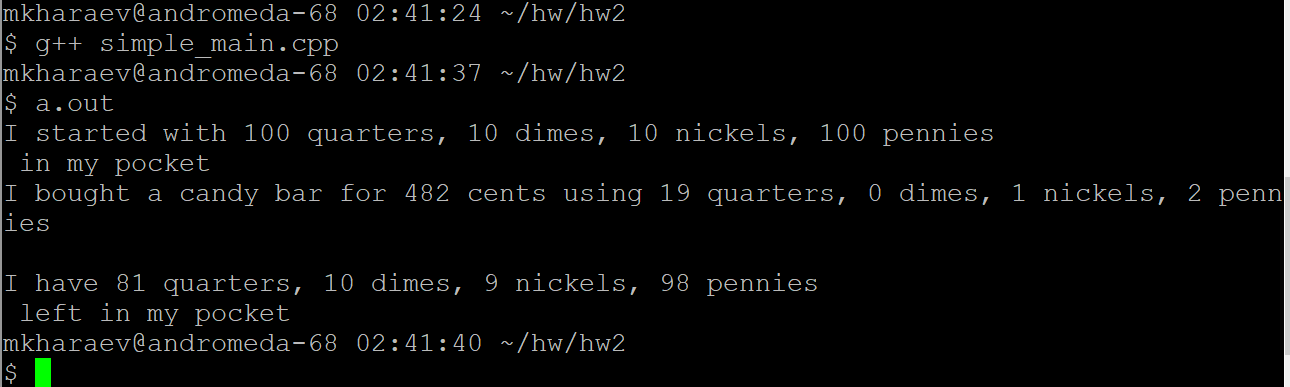 mkharaev@andromeda-68 02:41:24 ~/hw/hw2
$ g++ simple_main.cpp
mkharaev@andromeda-68 02:41:37 ~/hw/hw2
$ a.out
I started with 100 quarters, 10 dimes, 10 nickels, 100 pennies
 in my pocket
I bought a candy bar for 482 cents using 19 quarters, 0 dimes, 1 nickels, 2 penn
ies

I have 81 quarters, 10 dimes, 9 nickels, 98 pennies
 left in my pocket
mkharaev@andromeda-68 02:41:40 ~/hw/hw2
$